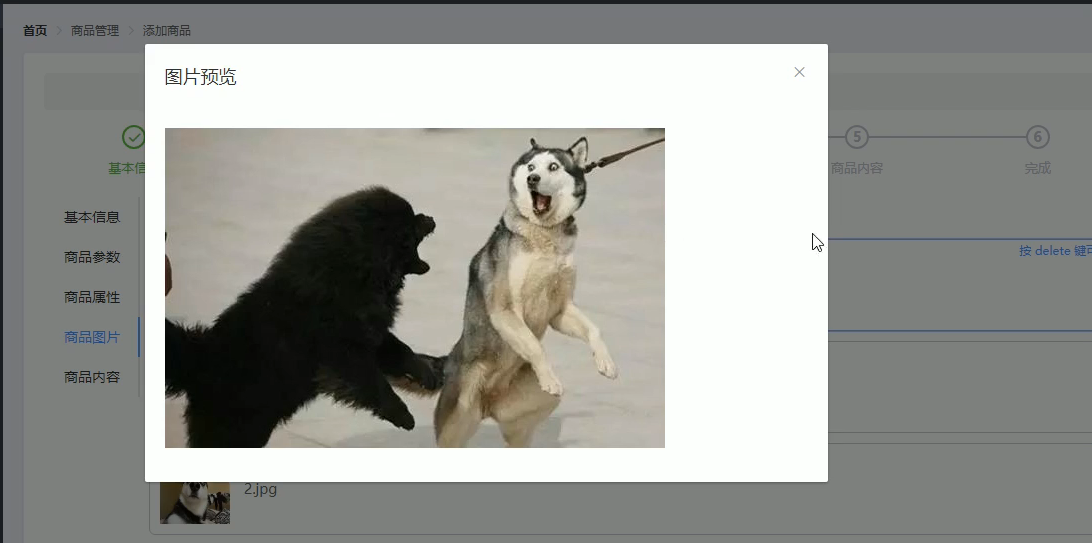 首页 商品管理 添加商品
图片预览
5 6
基本信 商品内容 完成
基本信息
商品参数
按 delete 键可
商品属性
商品图片
商品内容
2.jpg